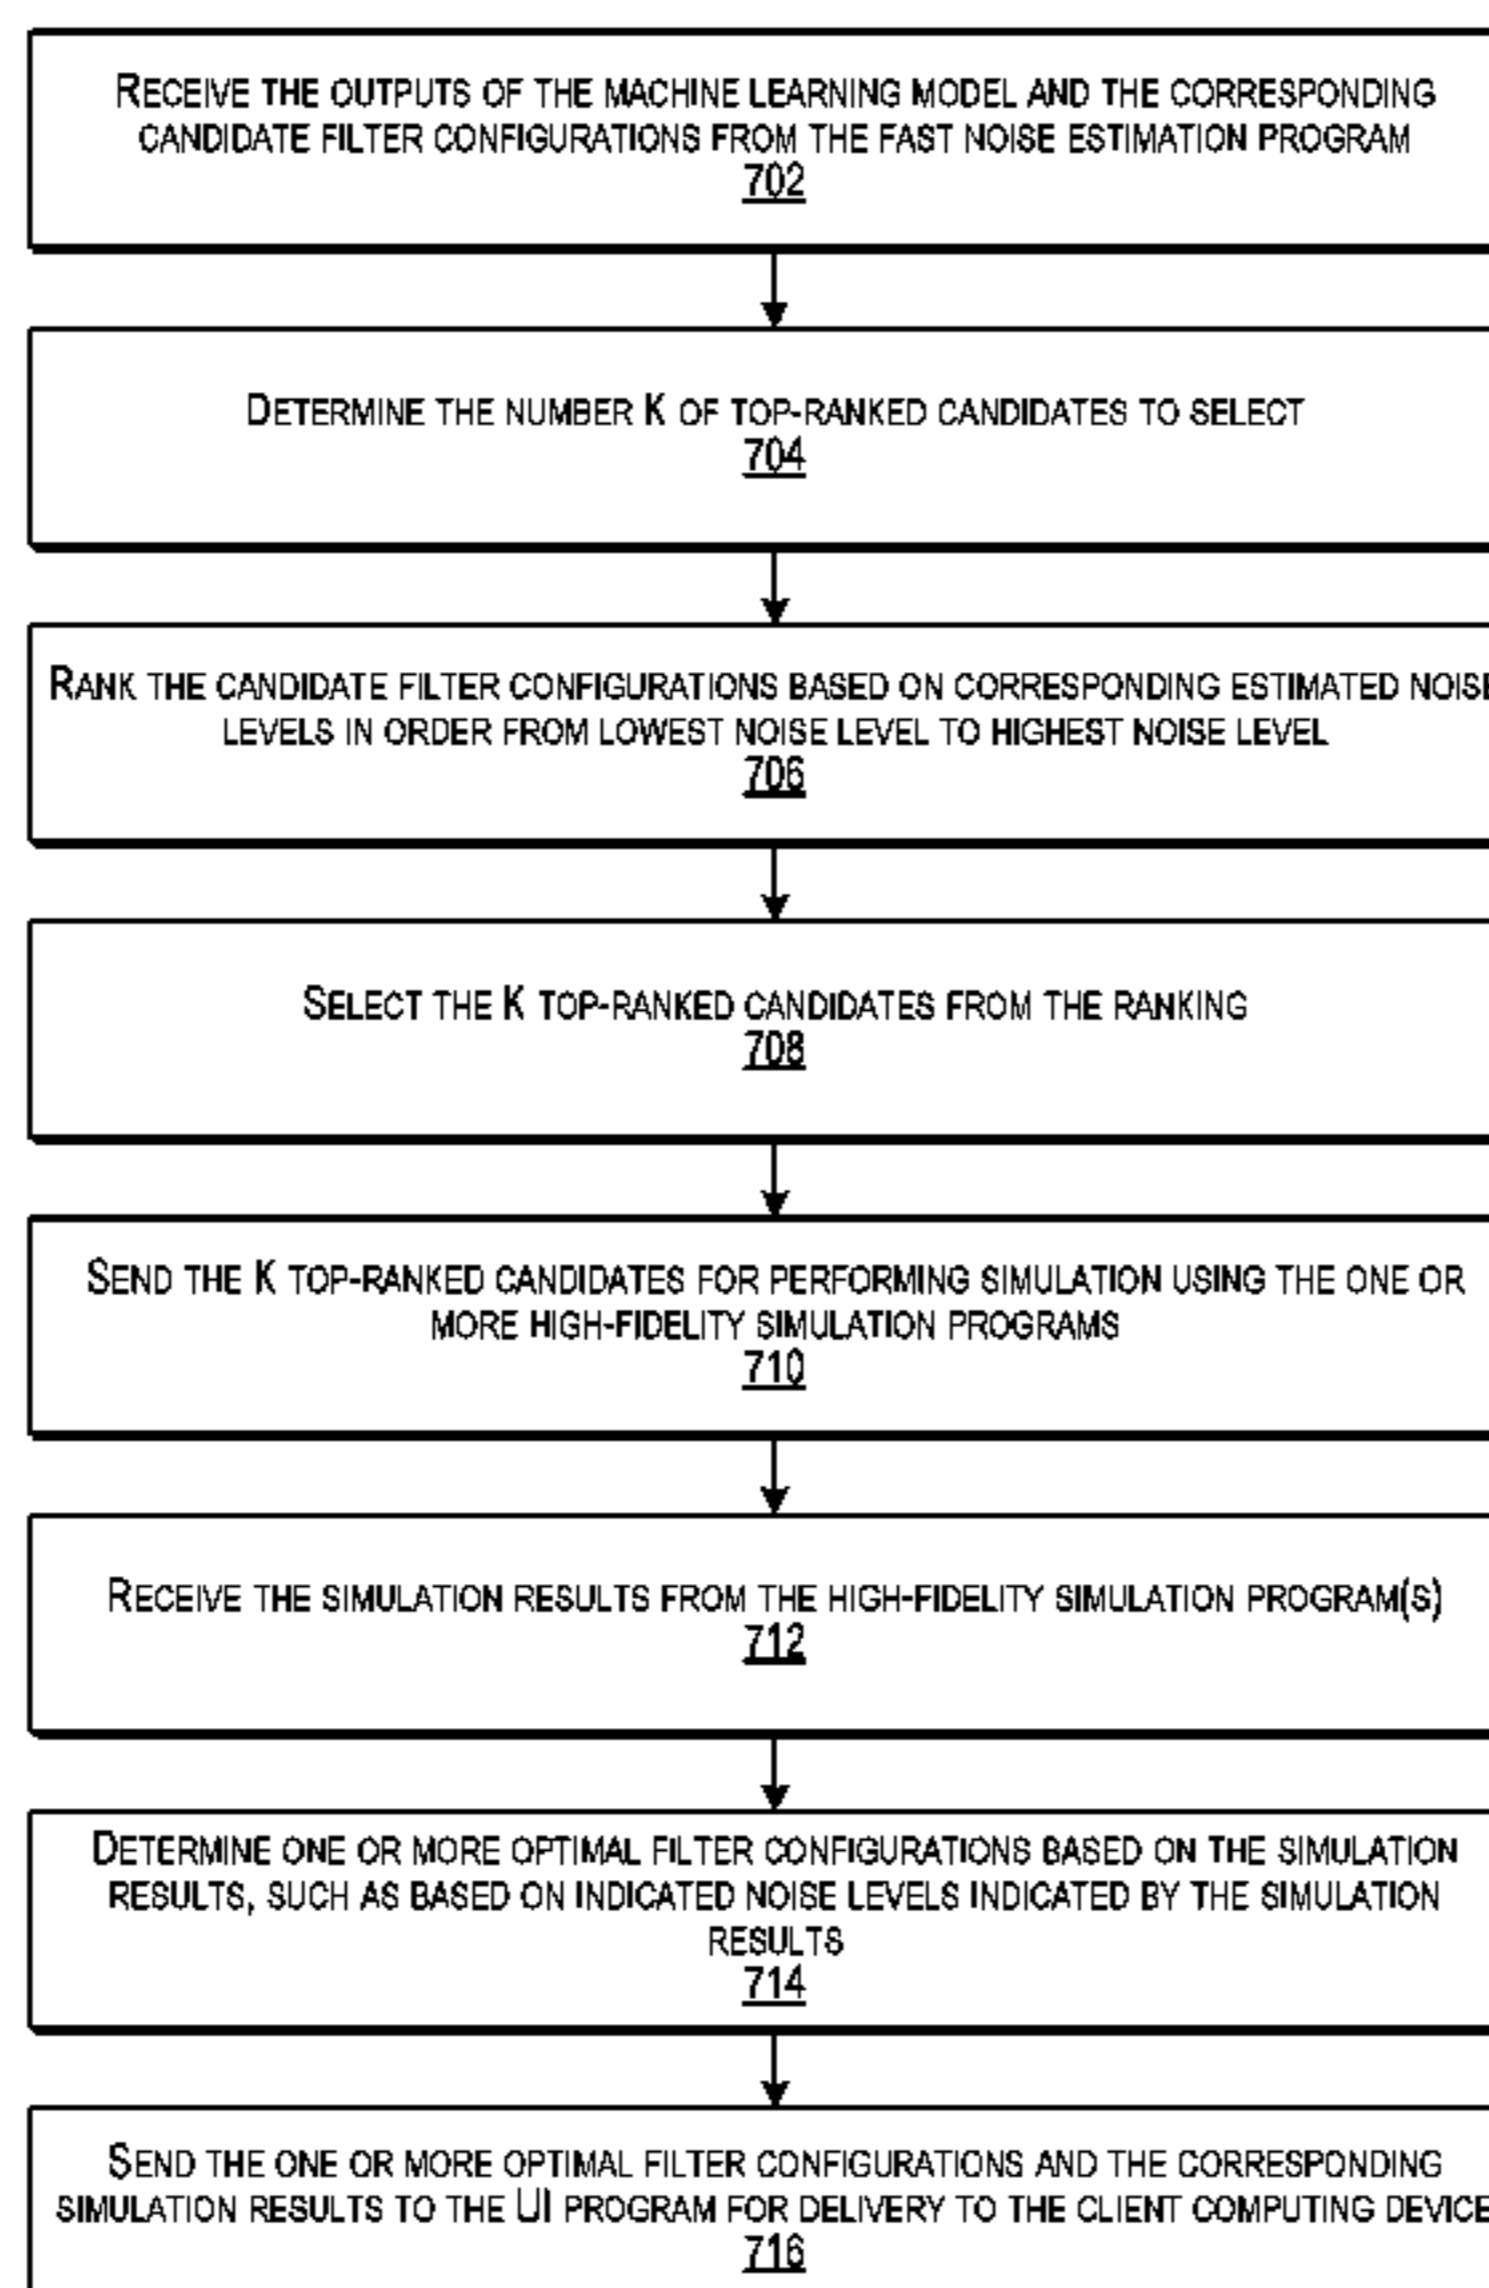 RECEIVE THE OUTPUTS OF THE MACHINE LEARNING MODEL AND THE CORRESPONDING
CANDIDATE FILTER CONFIGURATIONS FROM THE FAST NOISE ESTIMATION PROGRAM
702
DETERMINE THE NUMBER K OF TOP-RANKED CANDIDATES TO SELECT
704
RANK THE CANDIDATE FILTER CONFIGURATIONS BASED ON CORRESPONDING ESTIMATED NOISE
LEVELS IN ORDER FROM LOWEST NOISE LEVEL TO HIGHEST NOISE LEVEL
706
SELECT THE K TOP-RANKED CANDIDATES FROM THE RANKING
708
SEND THE K TOP-RANKED CANDIDATES FOR PERFORMING SIMULATION USING THE ONE OR
MORE HIGH-FIDELITY SIMULATION PROGRAMS
710
RECEIVE THE SIMULATION RESULTS FROM THE HIGH-FIDELITY SIMULATION PROGRAM(S)
712
DETERMINE ONE OR MORE OPTIMAL FILTER CONFIGURATIONS BASED ON THE SIMULATION
RESULTS, SUCH AS BASED ON INDICATED NOISE LEVELS INDICATED BY THE SIMULATION
RESULTS
714
SEND THE ONE OR MORE OPTIMAL FILTER CONFIGURATIONS AND THE CORRESPONDING
SIMULATION RESULTS TO THE UI PROGRAM FOR DELIVERY TO THE CLIENT COMPUTING DEVICE
716